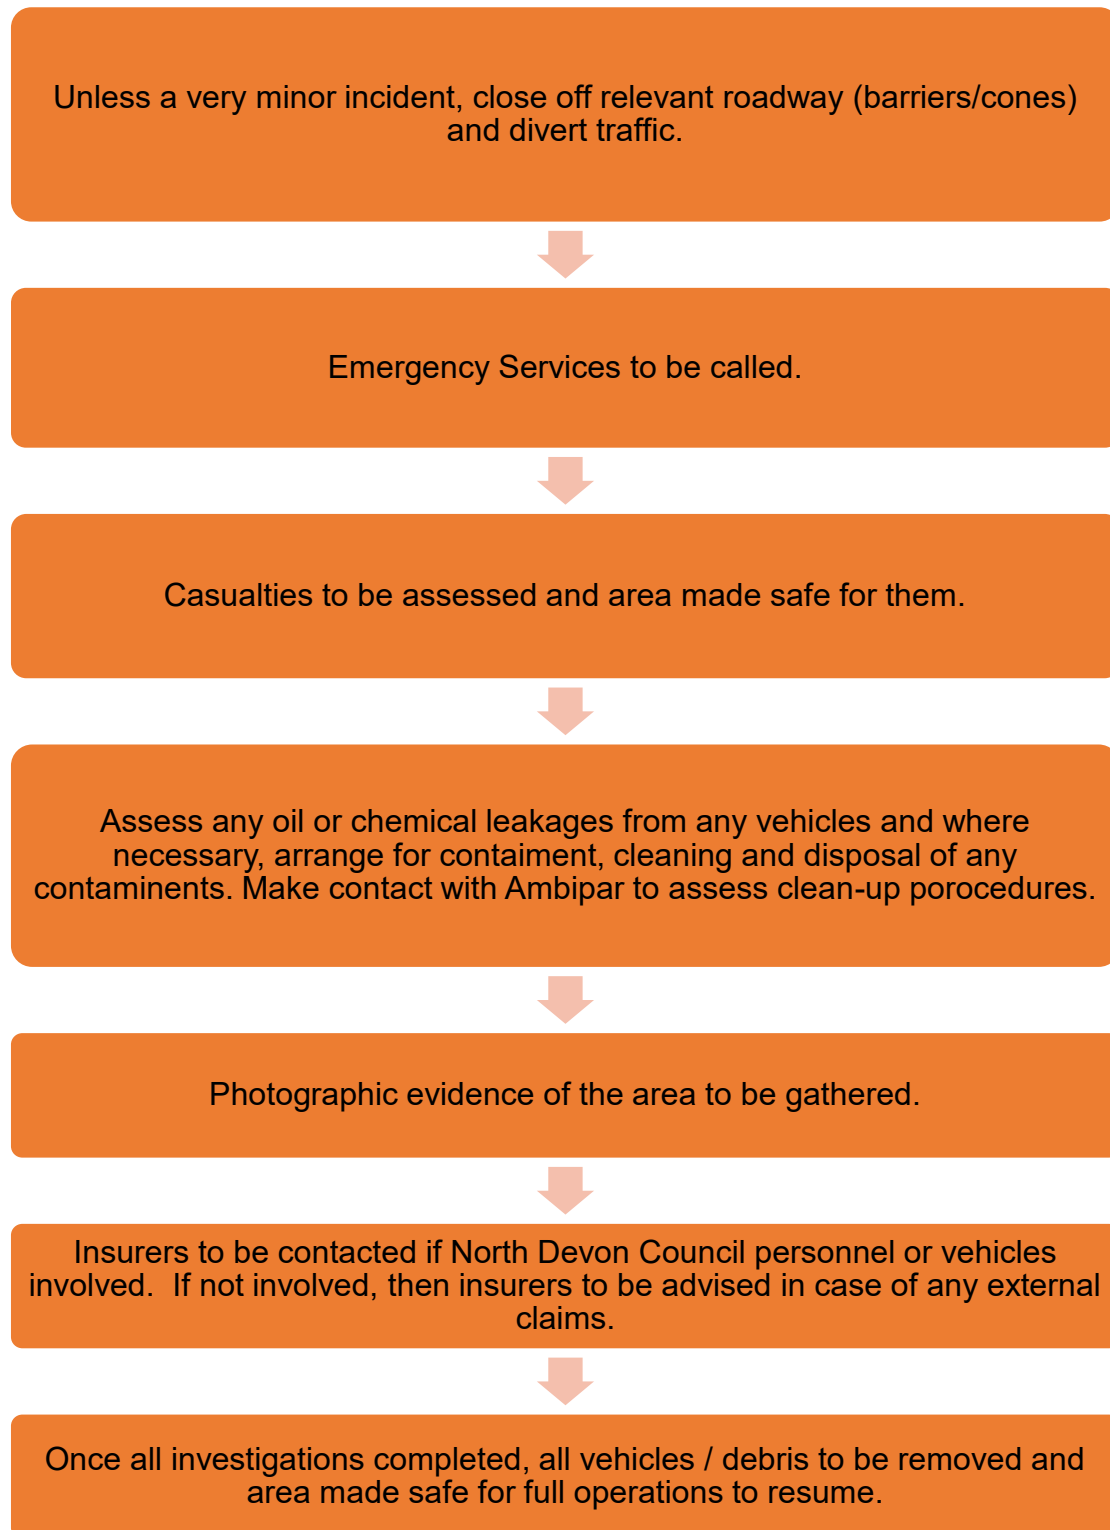 Unless a very minor incident, close off relevant roadway (barriers/cones)
and divert traffic.
Emergency Services to be called.
Casualties to be assessed and area made safe for them.
Assess any oil or chemical leakages from any vehicles and where
necessary, arrange for contaiment, cleaning and disposal of any
contaminents. Make contact with Ambipar to assess clean-up porocedures.
Photographic evidence of the area to be gathered.
Insurers to be contacted if North Devon Council personnel or vehicles
involved.  If not involved, then insurers to be advised in case of any external
claims.
Once all investigations completed, all vehicles / debris to be removed and
area made safe for full operations to resume.